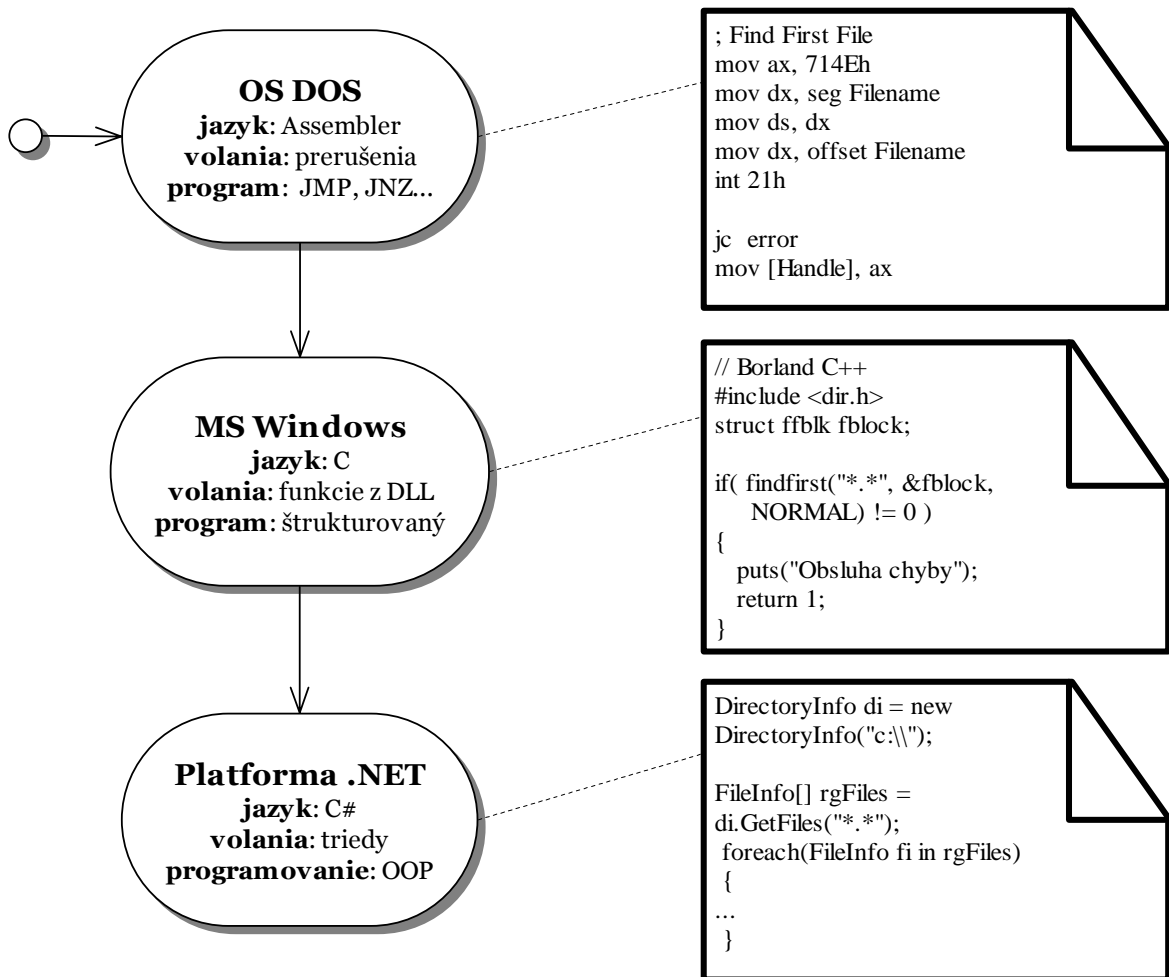 OS DOS
jazyk: Assembler
volania: prerušenia
program: JMP, JNZ...
; Find First File
mov ax, 714Eh
mov dx, seg Filename
mov ds, dx
mov dx, offset Filename
int 21h
jc error
mov [Handle], ax
MS Windows
jazyk: C
volania: funkcie z DLL
program: štrukturovaný
// Borland C++
#include <dir.h>
struct ffblk fblock;
if( findfirst("*.*", &fblock,
NORMAL) != 0 )
{
puts("Obsluha chyby");
return 1;
}
Platforma .NET
jazyk: C#
volania: triedy
programovanie: OOP
DirectoryInfo di = new
DirectoryInfo("c:\\");
FileInfo[] rgFiles =
di.GetFiles("*.*");
foreach(FileInfo fi in rgFiles)
{
...
}